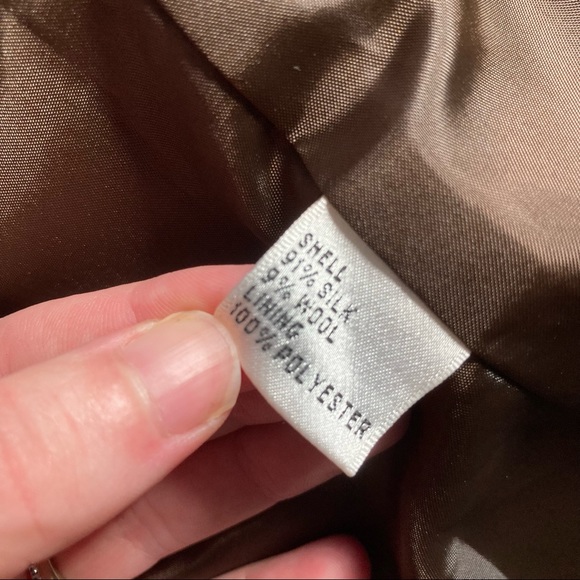 SHELL
91% SILK
9% WOOL
LINING
100% POLYESTER